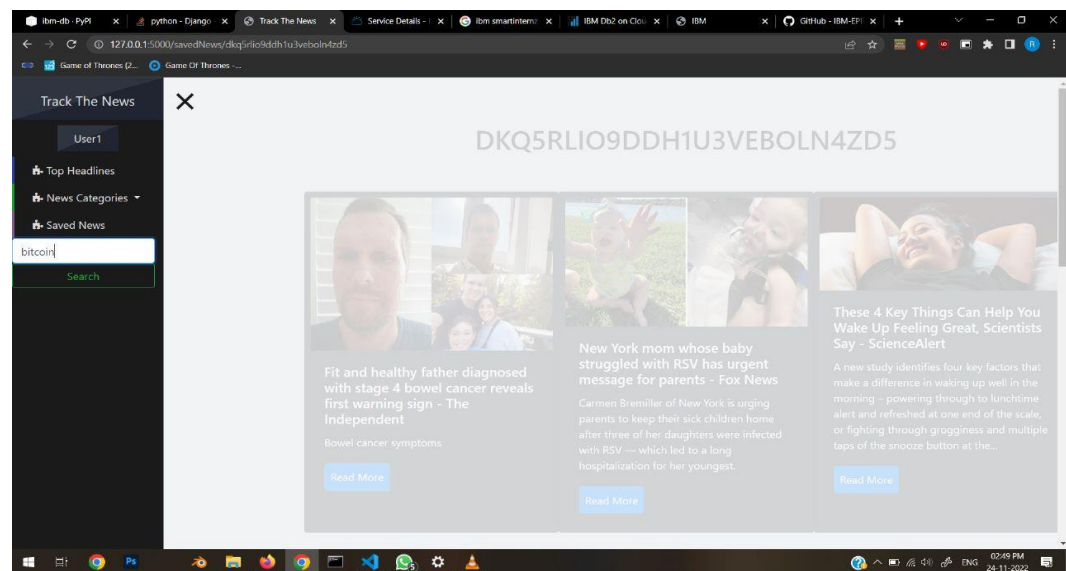 ibm-db · PyPI
python - Django
Track The News
Service Details -
ibm smartinternz
IBM Db2 on Clou
IBM
GitHub - IBM-EPI
127.0.0.1:5000/savedNews/dkq5rlio9ddh1u3veboln4zd5
Game of Thrones (2...
Game Of Thrones -...
R
Track The News
User1
Top Headlines
News Categories
Saved News
bitcoin
Search
DKQ5RLIO9DDH1U3VEBOLN4ZD5
Fit and healthy father diagnosed
with stage 4 bowel cancer reveals
first warning sign - The
Independent
Bowel cancer symptoms
Read More
New York mom whose baby
struggled with RSV has urgent
message for parents - Fox News
Carmen Bremiller of New York is urging
parents to keep their sick children home
after three of her daughters were infected
with RSV — which led to a long
hospitalization for her youngest.
Read More
These 4 Key Things Can Help You
Wake Up Feeling Great, Scientists
Say - ScienceAlert
A new study identifies four key factors that
make a difference in waking up well in the
morning – powering through to lunchtime
alert and refreshed at one end of the scale,
or fighting through grogginess and multiple
taps of the snooze button at the...
Read More
Ps
5
ENG
02:49 PM
24-11-2022